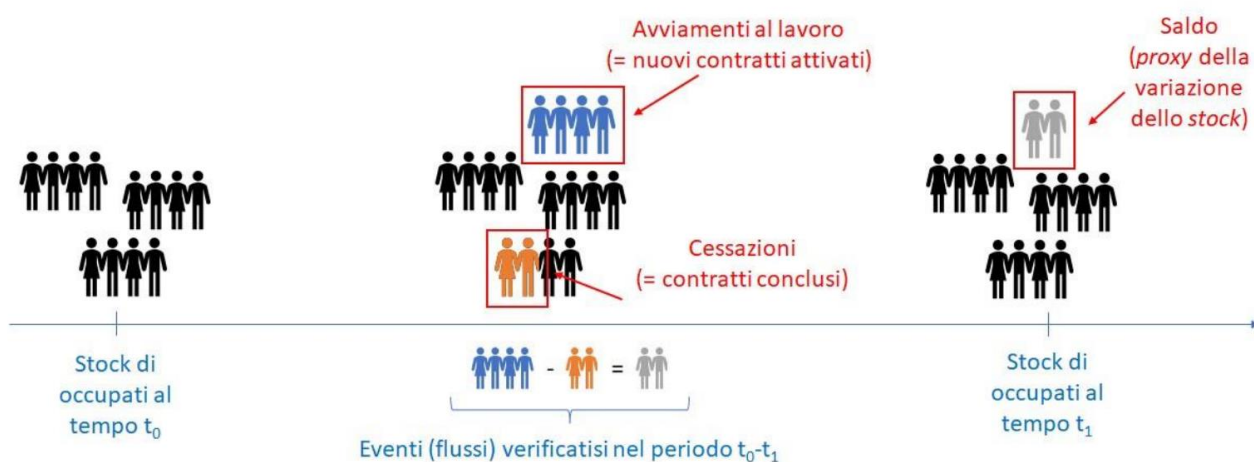 Avviamenti al lavoro
(= nuovi contratti attivati)
Saldo
(proxy della
variazione
dello stock)
Cessazioni
(= contratti conclusi)
Stock di
occupati al
tempo t₀
- =
Eventi (flussi) verificatisi nel periodo t₀-t₁
Stock di
occupati al
tempo t₁